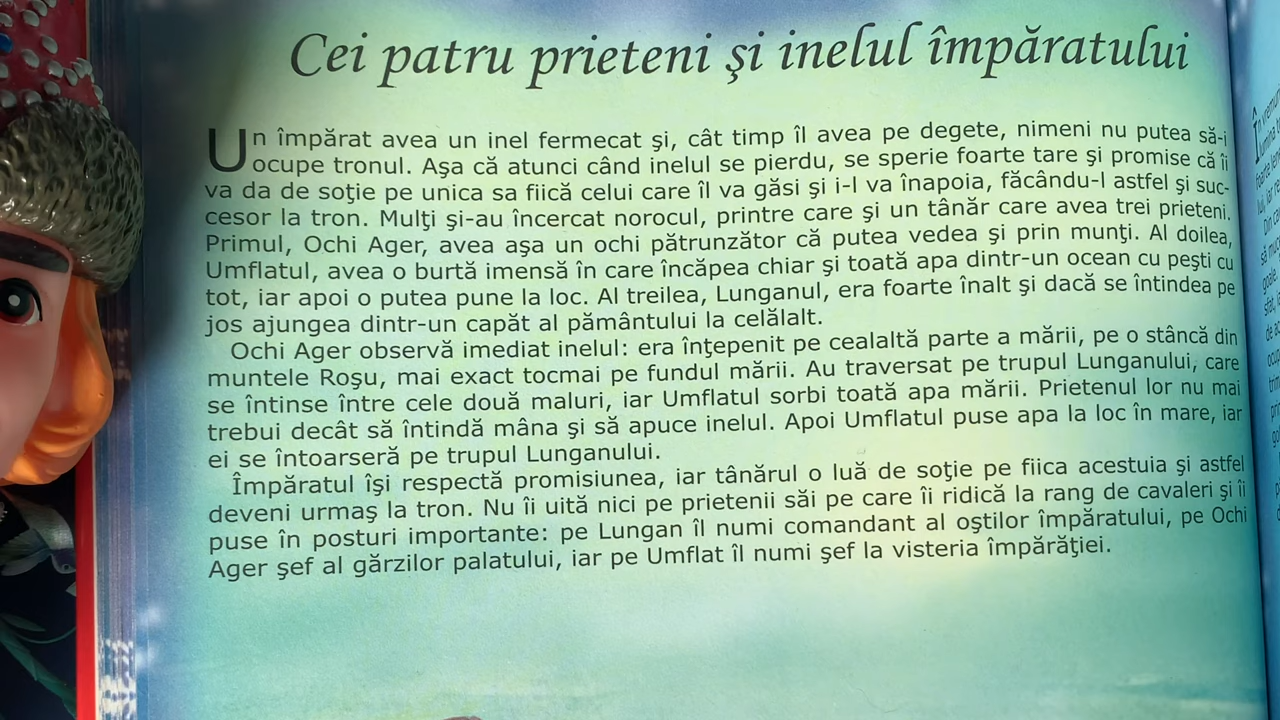 Cei patru prieteni şi inelul împăratului
Un împărat avea un inel fermecat şi, cât timp îl avea pe degete, nimeni nu putea să-i
ocupe tronul. Aşa că atunci când inelul se pierdu, se sperie foarte tare şi promise că îi
va da de soţie pe unica sa fiică celui care îl va găsi şi i-l va înapoia, făcându-l astfel şi suc-
cesor la tron. Mulţi şi-au încercat norocul, printre care şi un tânăr care avea trei prieteni.
Primul, Ochi Ager, avea aşa un ochi pătrunzător că putea vedea şi prin munţi. Al doilea,
Umflatul, avea o burtă imensă în care încăpea chiar şi toată apa dintr-un ocean cu peşti cu
tot, iar apoi o putea pune la loc. Al treilea, Lunganul, era foarte înalt şi dacă se întindea pe
jos ajungea dintr-un capăt al pământului la celălalt.
Ochi Ager observă imediat inelul: era înţepenit pe cealaltă parte a mării, pe o stâncă din
muntele Roşu, mai exact tocmai pe fundul mării. Au traversat pe trupul Lunganului, care
se întinse între cele două maluri, iar Umflatul sorbi toată apa mării. Prietenul lor nu mai
trebui decât să întindă mâna şi să apuce inelul. Apoi Umflatul puse apa la loc în mare, iar
ei se întoarseră pe trupul Lunganului.
Împăratul îşi respectă promisiunea, iar tânărul o luă de soţie pe fiica acestuia şi astfel
deveni urmaş la tron. Nu îi uită nici pe prietenii săi pe care îi ridică la rang de cavaleri şi îi
puse în posturi importante: pe Lungan îl numi comandant al oştilor împăratului, pe Ochi
Ager şef al gărzilor palatului, iar pe Umflat îl numi şef la visteria împărăţiei.